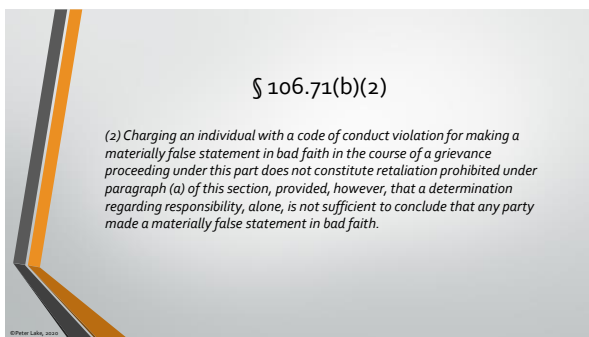 § 106.71(b)(2)
(2) Charging an individual with a code of conduct violation for making a
materially false statement in bad faith in the course of a grievance
proceeding under this part does not constitute retaliation prohibited under
paragraph (a) of this section, provided, however, that a determination
regarding responsibility, alone, is not sufficient to conclude that any party
made a materially false statement in bad faith.
©Peter Lake, 2020